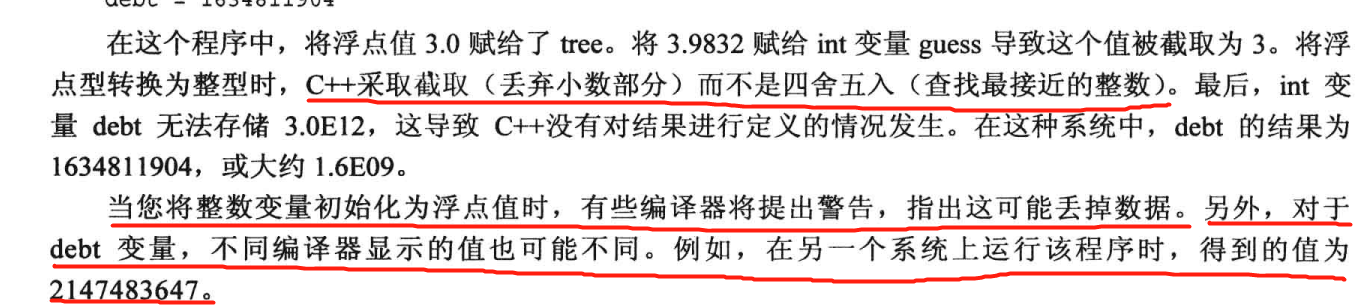 debt = 1634811904
在这个程序中，将浮点值 3.0 赋给了 tree。将 3.9832 赋给 int 变量 guess 导致这个值被截取为 3。将浮
点型转换为整型时，C++采取截取（丢弃小数部分）而不是四舍五入（查找最接近的整数）。最后，int 变
量 debt 无法存储 3.0E12，这导致 C++没有对结果进行定义的情况发生。在这种系统中，debt 的结果为
1634811904，或大约 1.6E09。
当您将整数变量初始化为浮点值时，有些编译器将提出警告，指出这可能丢掉数据。另外，对于
debt 变量，不同编译器显示的值也可能不同。例如，在另一个系统上运行该程序时，得到的值为
2147483647。